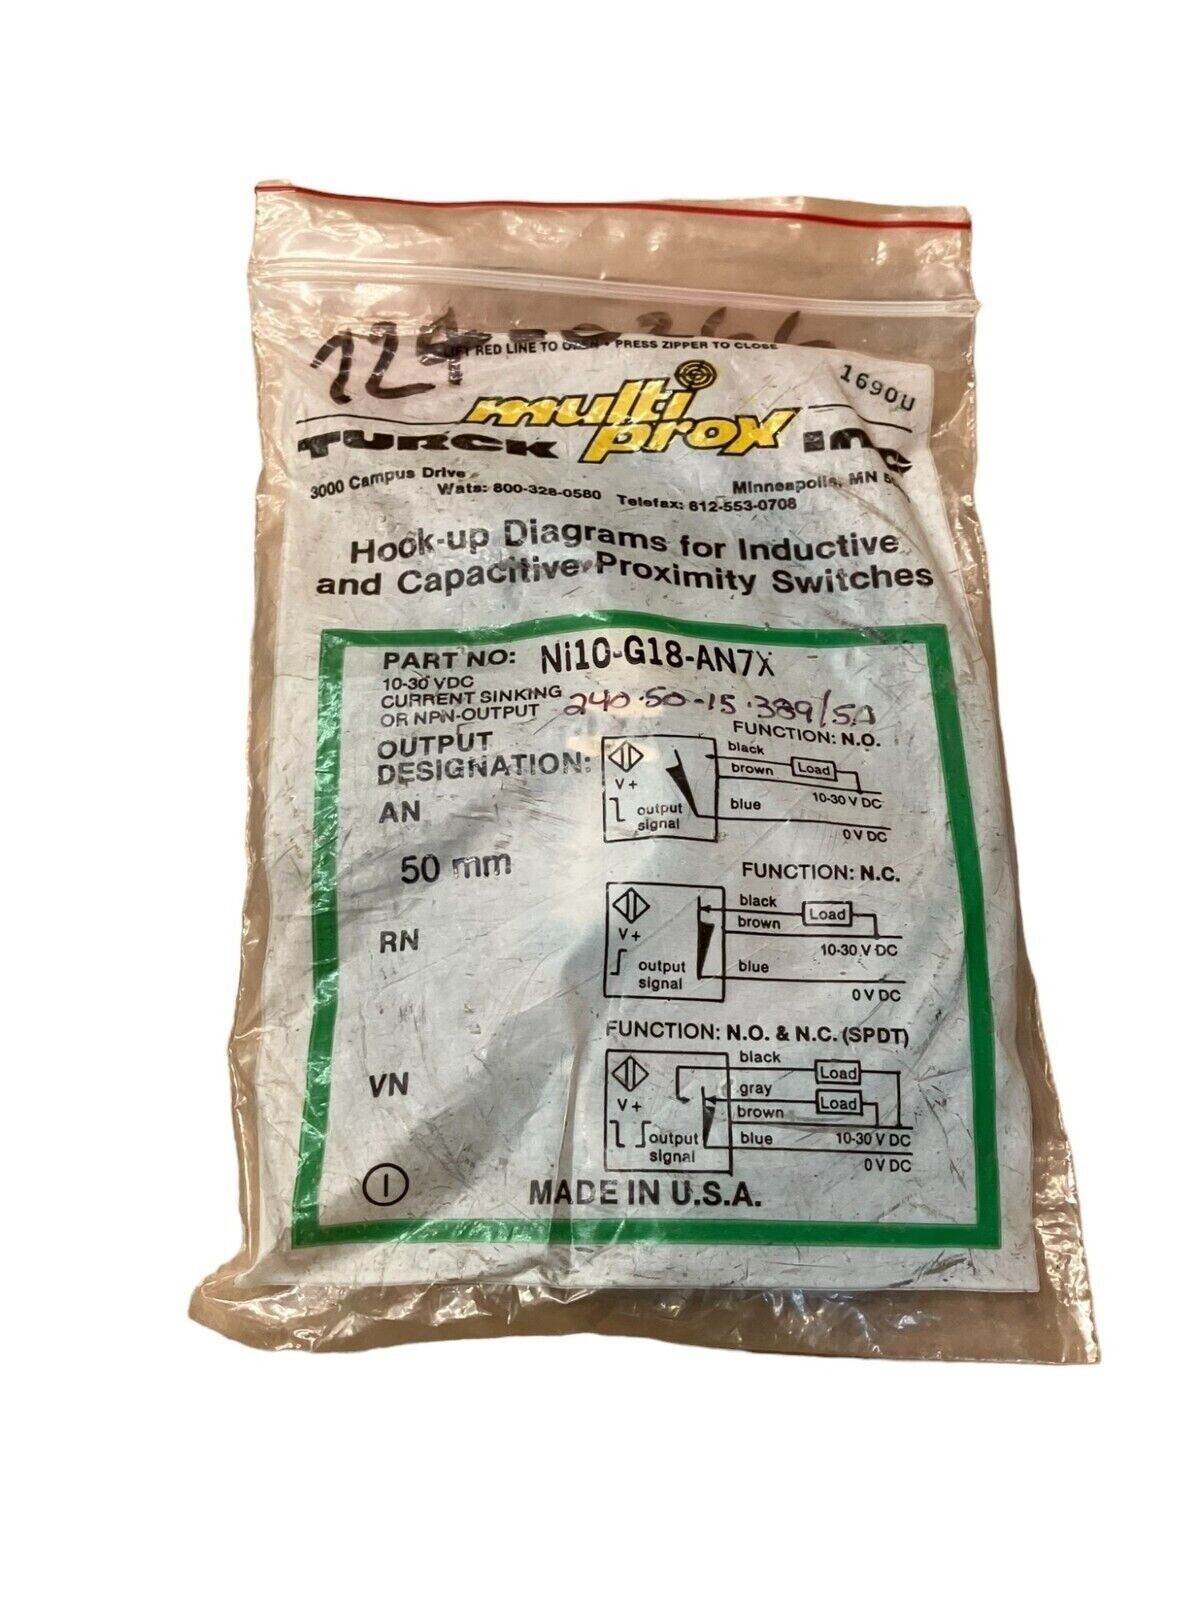 LIFT RED LINE TO OPEN • PRESS ZIPPER TO CLOSE
1690U
multi prox
TURCK inc
3000 Campus Drive Minneapolis, MN
Wats: 800-328-0580 Telefax: 612-553-0708
Hook-up Diagrams for Inductive
and Capacitive Proximity Switches
PART NO: Ni10-G18-AN7X
10-30 VDC
CURRENT SINKING
OR NPN-OUTPUT
240.50-15.389/50
OUTPUT
DESIGNATION:
FUNCTION: N.O.
AN
black
brown
Load
V+
10-30 V DC
blue
output
signal
0 V DC
50 mm
FUNCTION: N.C.
RN
black
Load
brown
V+
10-30 V DC
output
signal
blue
0 V DC
FUNCTION: N.O. & N.C. (SPDT)
VN
black
Load
gray
Load
V+
brown
10-30 V DC
output
signal
blue
0 V DC
MADE IN U.S.A.